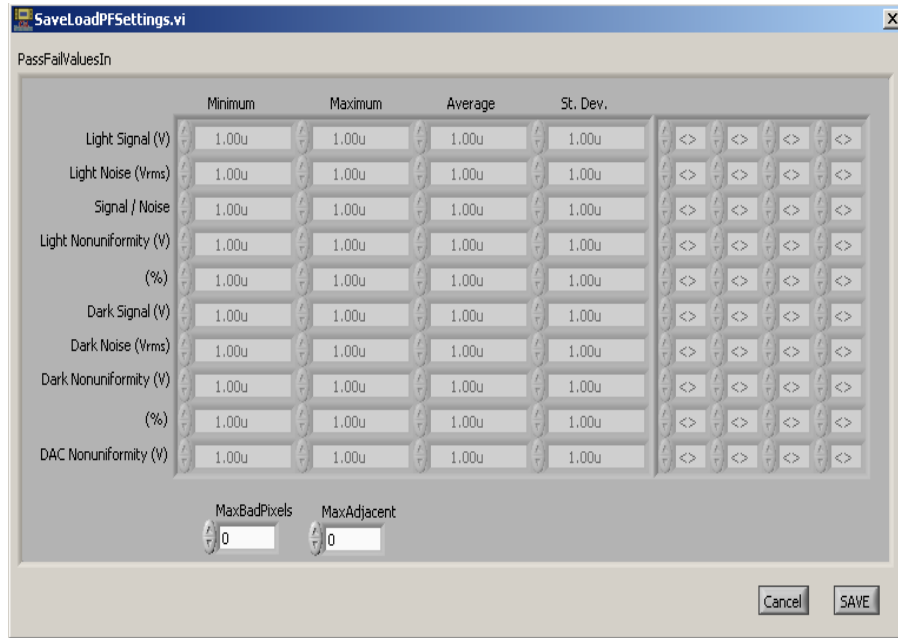 SaveLoadPFSettings.vi
PassFailValuesIn
Minimum Maximum Average St. Dev.
Light Signal (V) 1.00u 1.00u 1.00u 1.00u <> <> <> <>
Light Noise (Vrms) 1.00u 1.00u 1.00u 1.00u <> <> <> <>
Signal / Noise 1.00u 1.00u 1.00u 1.00u <> <> <> <>
Light Nonuniformity (V) 1.00u 1.00u 1.00u 1.00u <> <> <> <>
(%) 1.00u 1.00u 1.00u 1.00u <> <> <> <>
Dark Signal (V) 1.00u 1.00u 1.00u 1.00u <> <> <> <>
Dark Noise (Vrms) 1.00u 1.00u 1.00u 1.00u <> <> <> <>
Dark Nonuniformity (V) 1.00u 1.00u 1.00u 1.00u <> <> <> <>
(%) 1.00u 1.00u 1.00u 1.00u <> <> <> <>
DAC Nonuniformity (V) 1.00u 1.00u 1.00u 1.00u <> <> <> <>
MaxBadPixels MaxAdjacent
0 0
Cancel SAVE